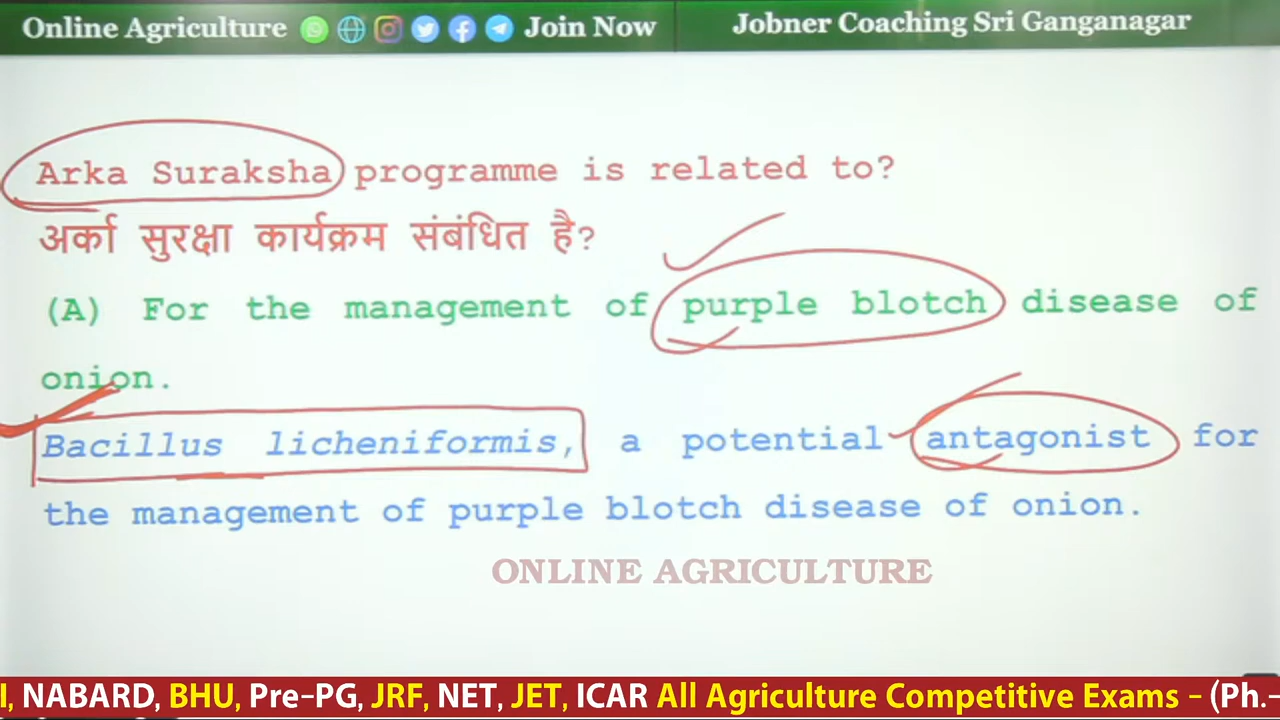 Online Agriculture Join Now
Jobner Coaching Sri Ganganagar
Arka Suraksha programme is related to?
अर्का सुरक्षा कार्यक्रम संबंधित है?
(A) For the management of purple blotch disease of
onion.
Bacillus licheniformis, a potential antagonist for
the management of purple blotch disease of onion.
ONLINE AGRICULTURE
I, NABARD, BHU, Pre-PG, JRF, NET, JET, ICAR All Agriculture Competitive Exams - (Ph.-